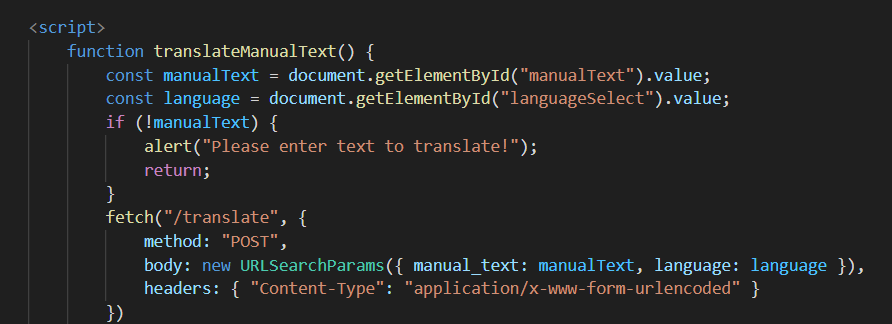 <script>
function translateManualText() {
const manualText = document.getElementById("manualText").value;
const language = document.getElementById("languageSelect").value;
if (!manualText) {
alert("Please enter text to translate!");
return;
}
fetch("/translate", {
method: "POST",
body: new URLSearchParams({ manual_text: manualText, language: language }),
headers: { "Content-Type": "application/x-www-form-urlencoded" }
})